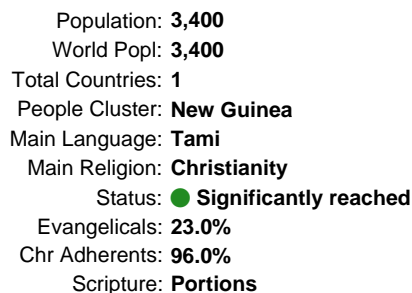 Population: 3,400
World Popl: 3,400
Total Countries: 1
People Cluster: New Guinea
Main Language: Tami
Main Religion: Christianity
Status: Significantly reached
Evangelicals: 23.0%
Chr Adherents: 96.0%
Scripture: Portions